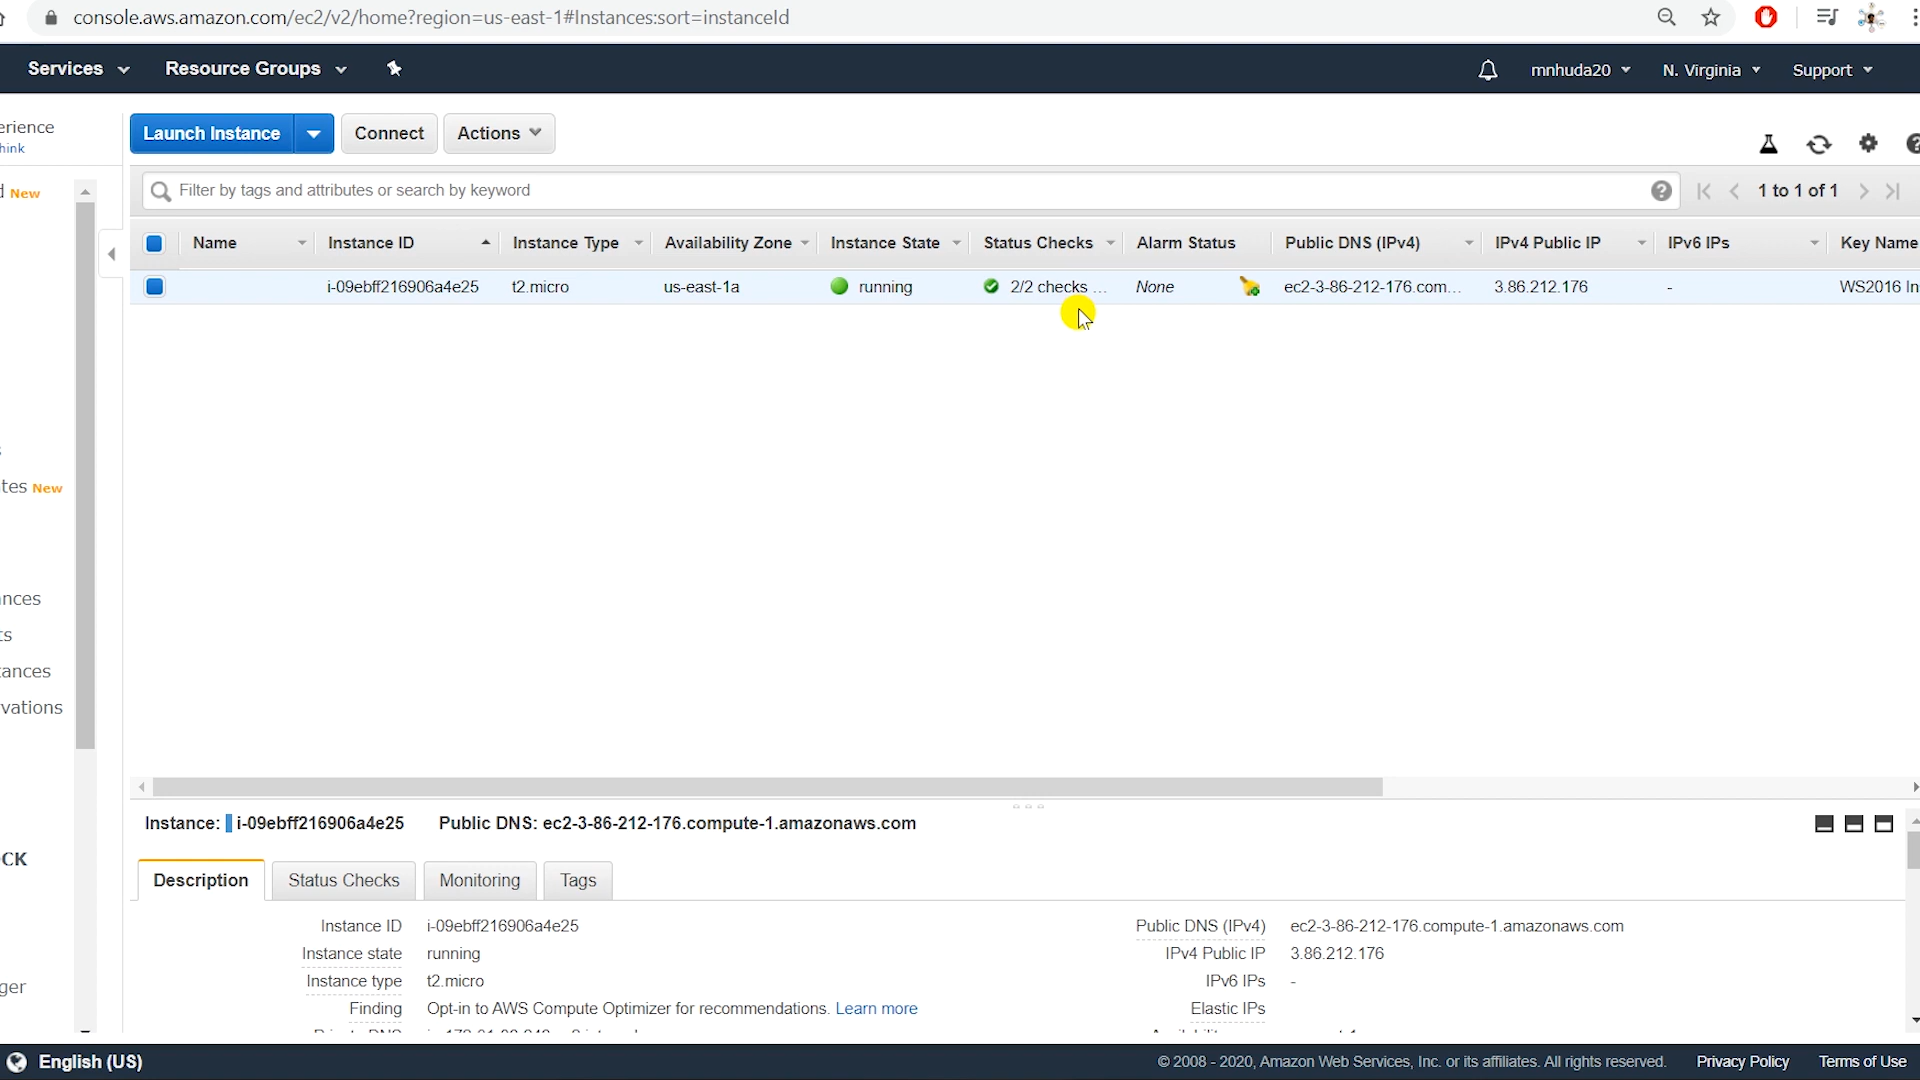 console.aws.amazon.com/ec2/v2/home?region=us-east-1#Instances:sort=instanceId
Services Resource Groups mnhuda20 N. Virginia Support
erience
hink
Launch Instance Connect Actions
New
Filter by tags and attributes or search by keyword 1 to 1 of 1
Name Instance ID Instance Type Availability Zone Instance State Status Checks Alarm Status Public DNS (IPv4) IPv4 Public IP IPv6 IPs Key Name
i-09ebff216906a4e25 t2.micro us-east-1a running 2/2 checks ... None ec2-3-86-212-176.com... 3.86.212.176 - WS2016 In
tes New
nces
ts
ances
vations
Instance: i-09ebff216906a4e25 Public DNS: ec2-3-86-212-176.compute-1.amazonaws.com
CK
Description Status Checks Monitoring Tags
Instance ID i-09ebff216906a4e25 Public DNS (IPv4) ec2-3-86-212-176.compute-1.amazonaws.com
Instance state running IPv4 Public IP 3.86.212.176
Instance type t2.micro IPv6 IPs -
ger
Finding Opt-in to AWS Compute Optimizer for recommendations. Learn more Elastic IPs
English (US) © 2008 - 2020, Amazon Web Services, Inc. or its affiliates. All rights reserved. Privacy Policy Terms of Use